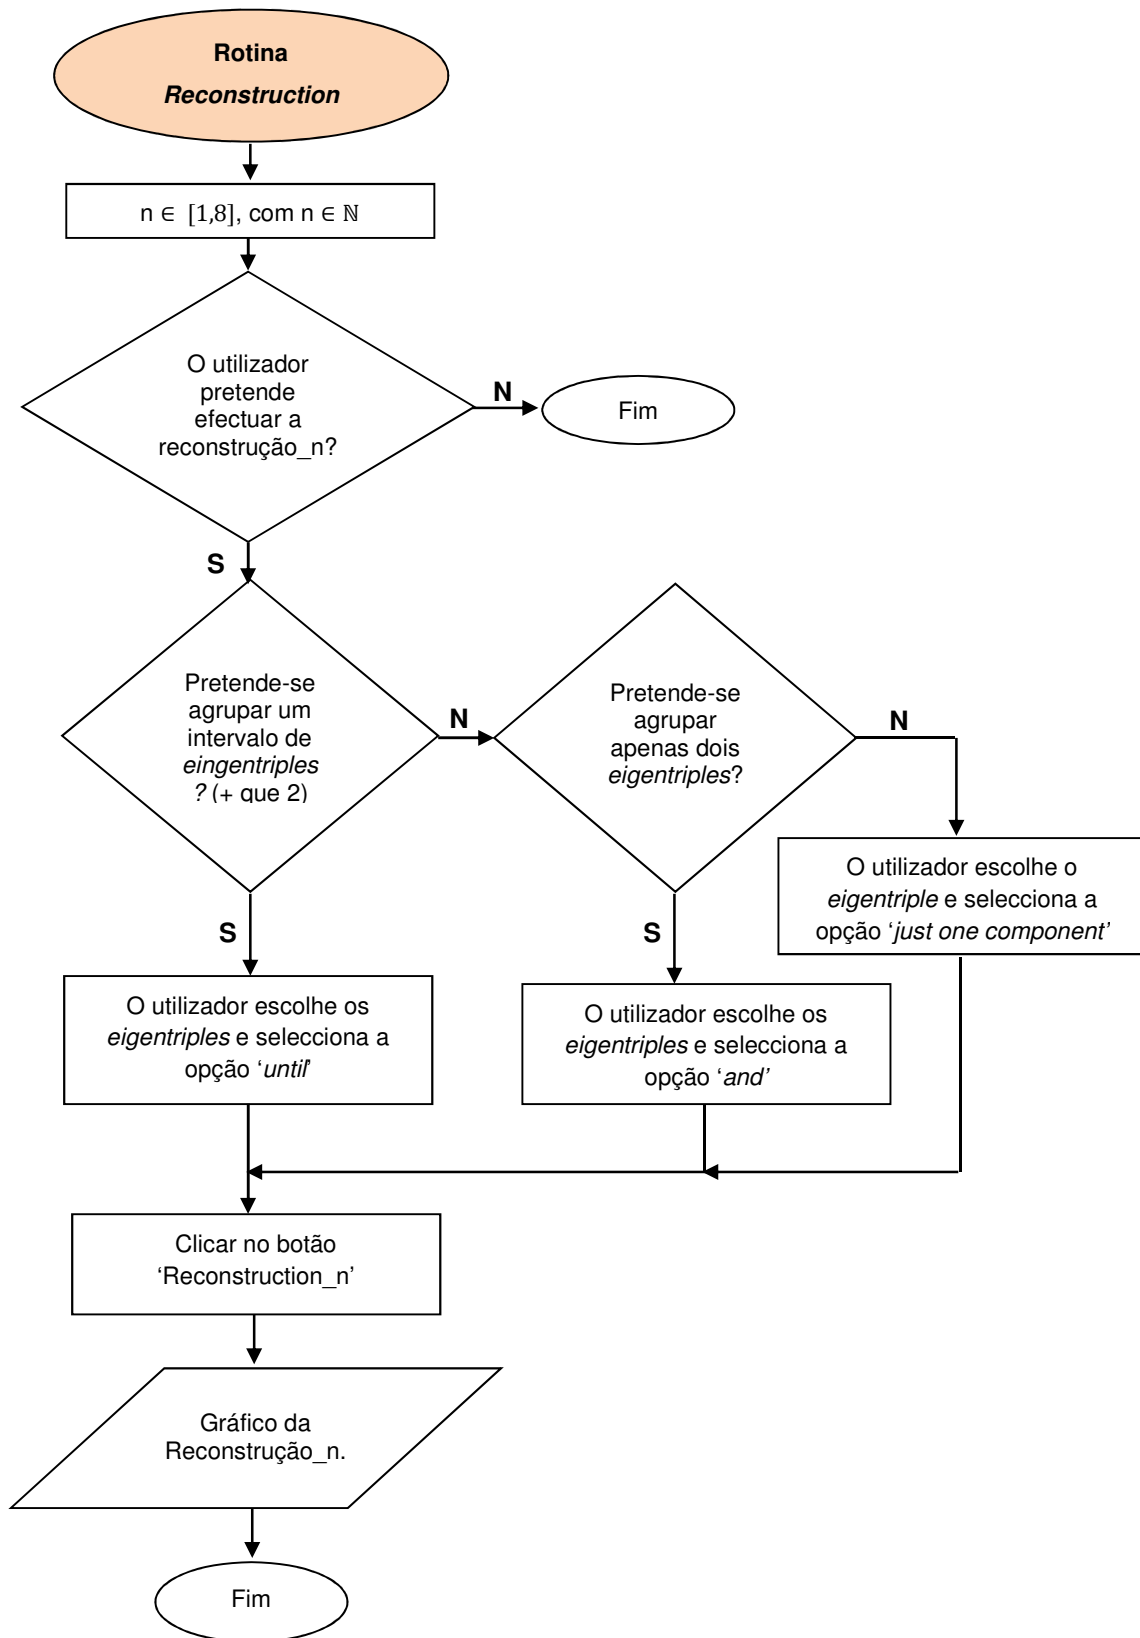 Rotina
Reconstruction
n ∈ [1,8], com n ∈ ℕ
O utilizador
pretende
efectuar a
reconstrução_n?
N
Fim
S
Pretende-se
agrupar um
intervalo de
eingentriples
? (+ que 2)
N
Pretende-se
agrupar
apenas dois
eigentriples?
N
O utilizador escolhe o
eigentriple e selecciona a
opção ‘just one component’
S
S
O utilizador escolhe os
eigentriples e selecciona a
opção ‘until’
O utilizador escolhe os
eigentriples e selecciona a
opção ‘and’
Clicar no botão
‘Reconstruction_n’
Gráfico da
Reconstrução_n.
Fim